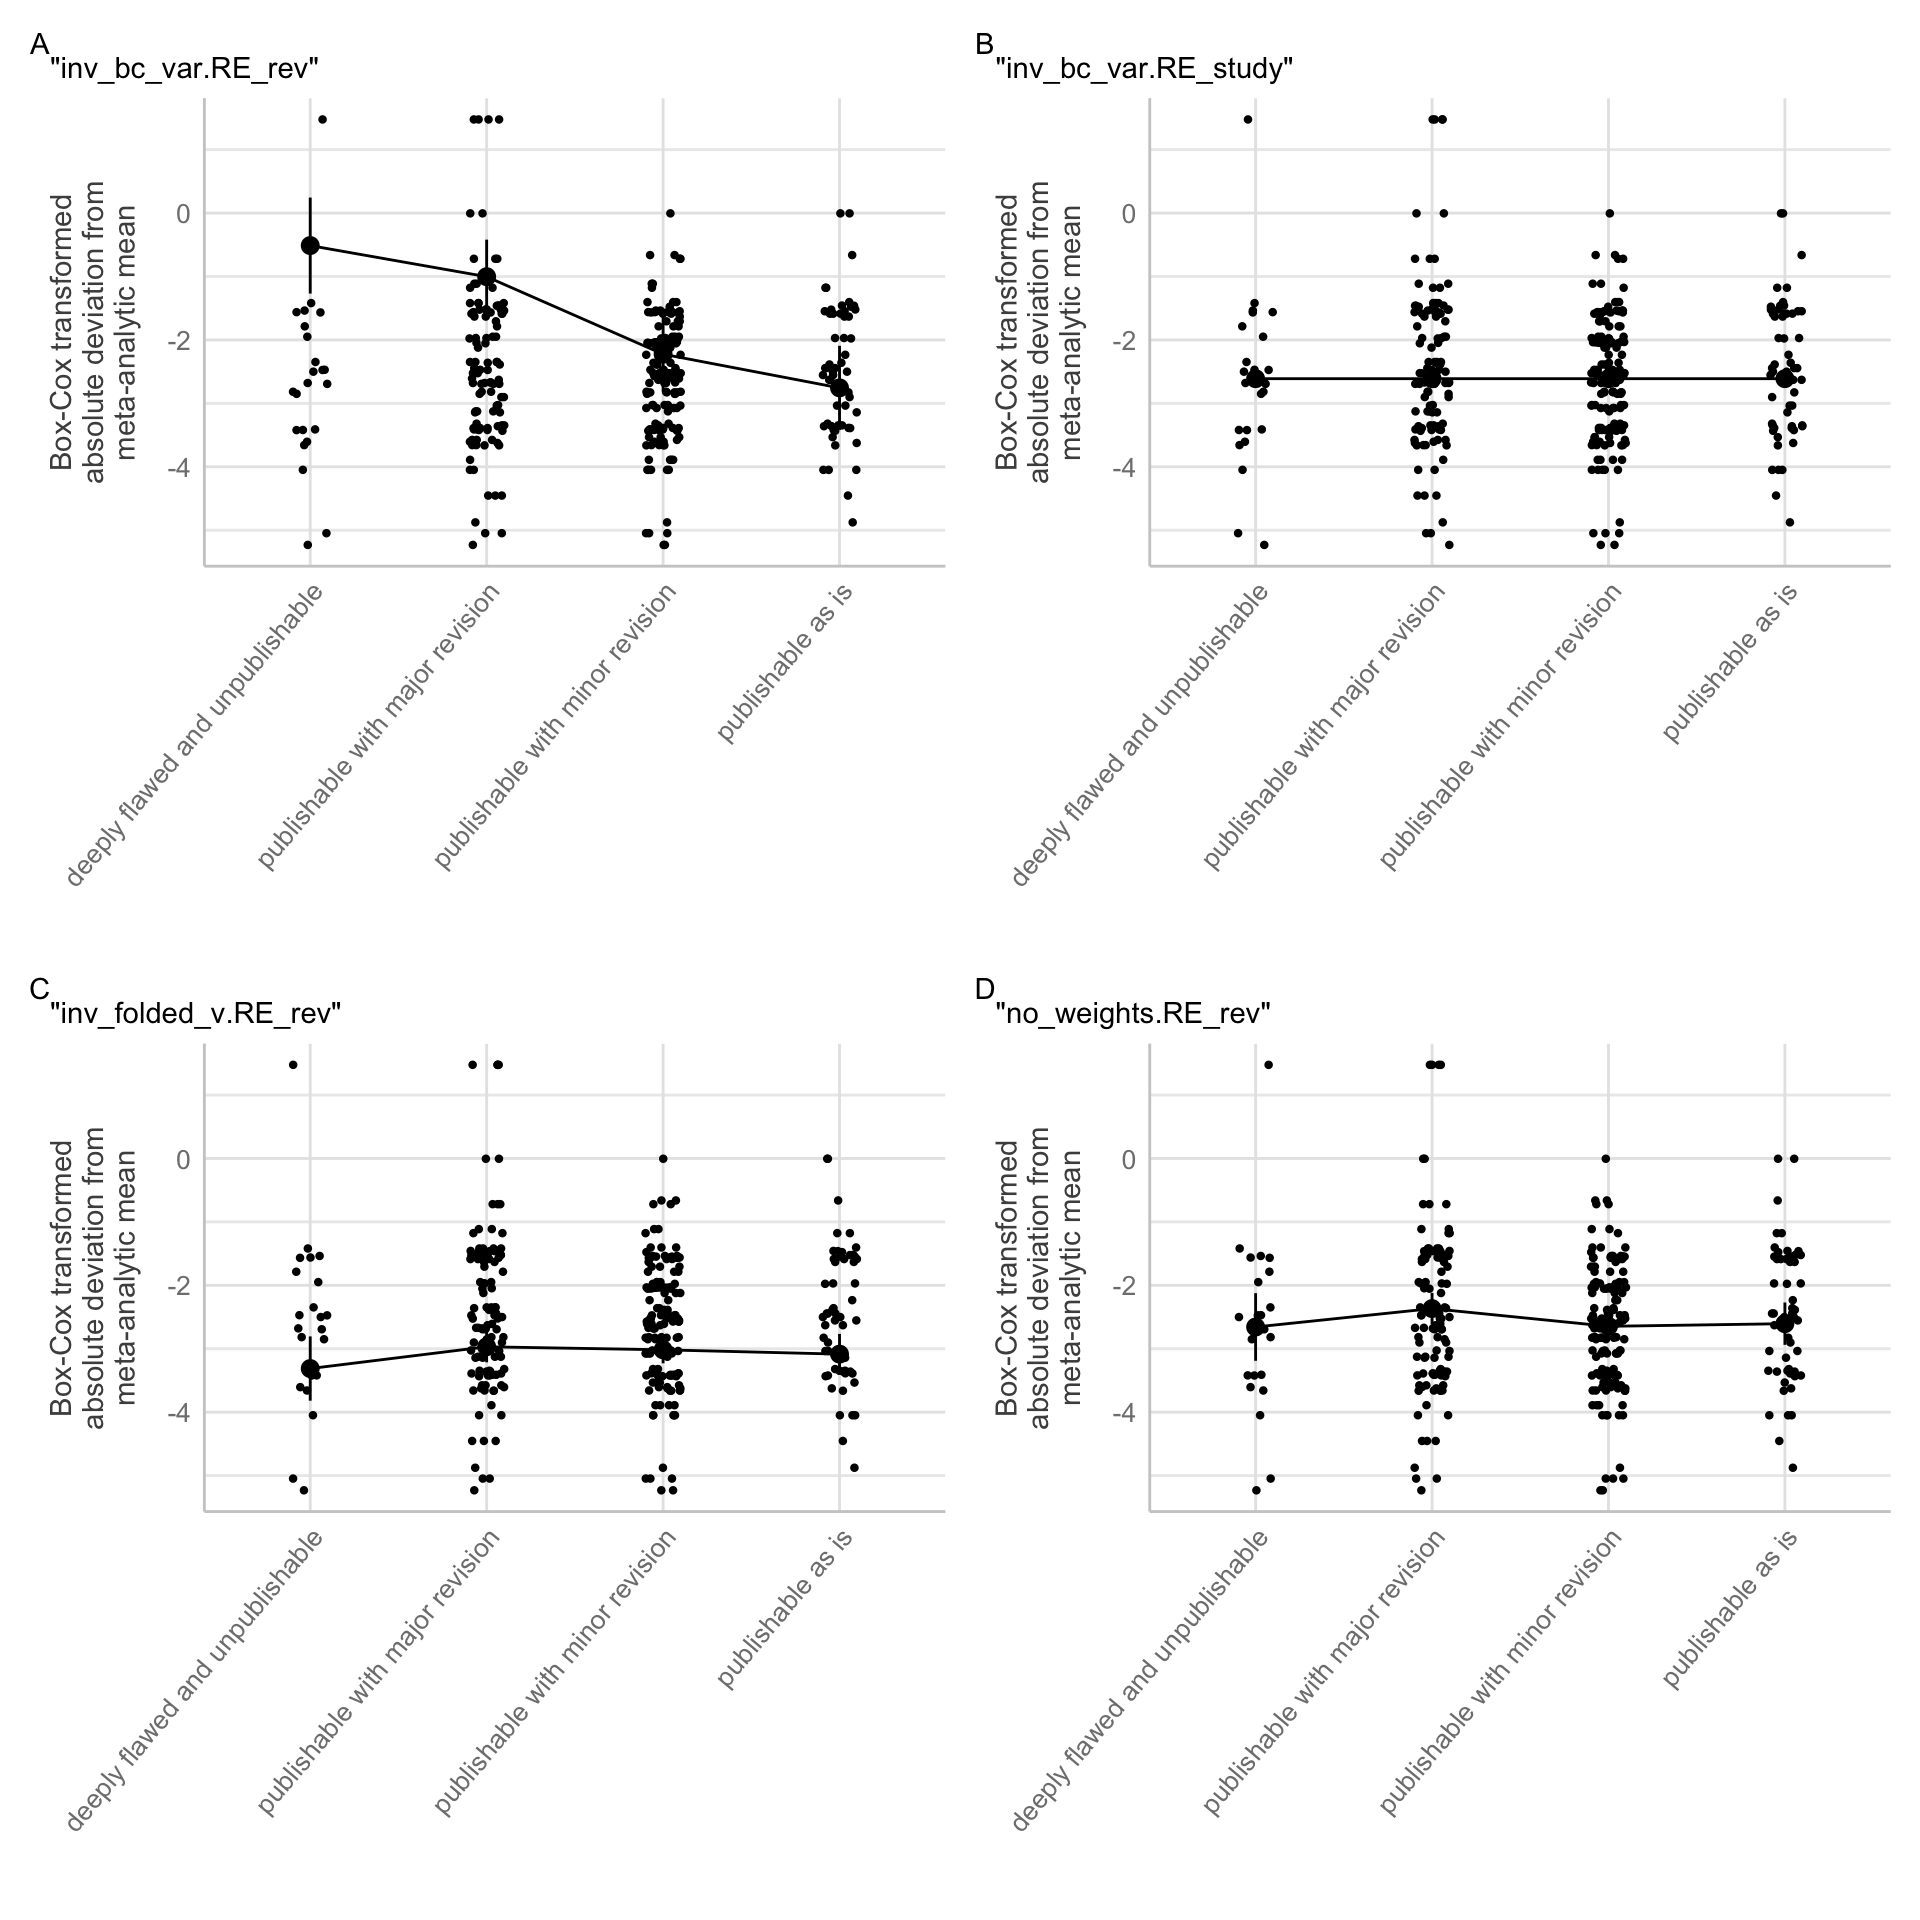 A
"inv_bc_var.RE_rev"
Box-Cox transformed
absolute deviation from
meta-analytic mean
0
-2
-4
deeply flawed and unpublishable
publishable with major revision
publishable with minor revision
publishable as is
B
"inv_bc_var.RE_study"
Box-Cox transformed
absolute deviation from
meta-analytic mean
0
-2
-4
deeply flawed and unpublishable
publishable with major revision
publishable with minor revision
publishable as is
C
"inv_folded_v.RE_rev"
Box-Cox transformed
absolute deviation from
meta-analytic mean
0
-2
-4
deeply flawed and unpublishable
publishable with major revision
publishable with minor revision
publishable as is
D
"no_weights.RE_rev"
Box-Cox transformed
absolute deviation from
meta-analytic mean
0
-2
-4
deeply flawed and unpublishable
publishable with major revision
publishable with minor revision
publishable as is